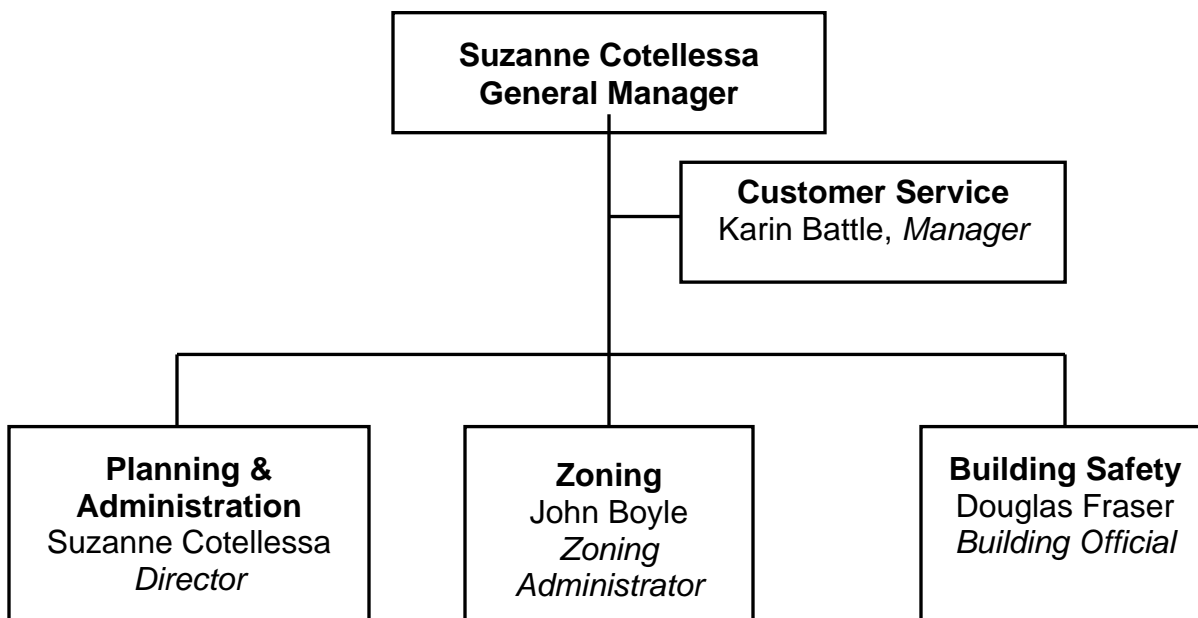 Suzanne Cotellessa
General Manager
Customer Service
Karin Battle, Manager
Planning &
Administration
Suzanne Cotellessa
Director
Zoning
John Boyle
Zoning
Administrator
Building Safety
Douglas Fraser
Building Official